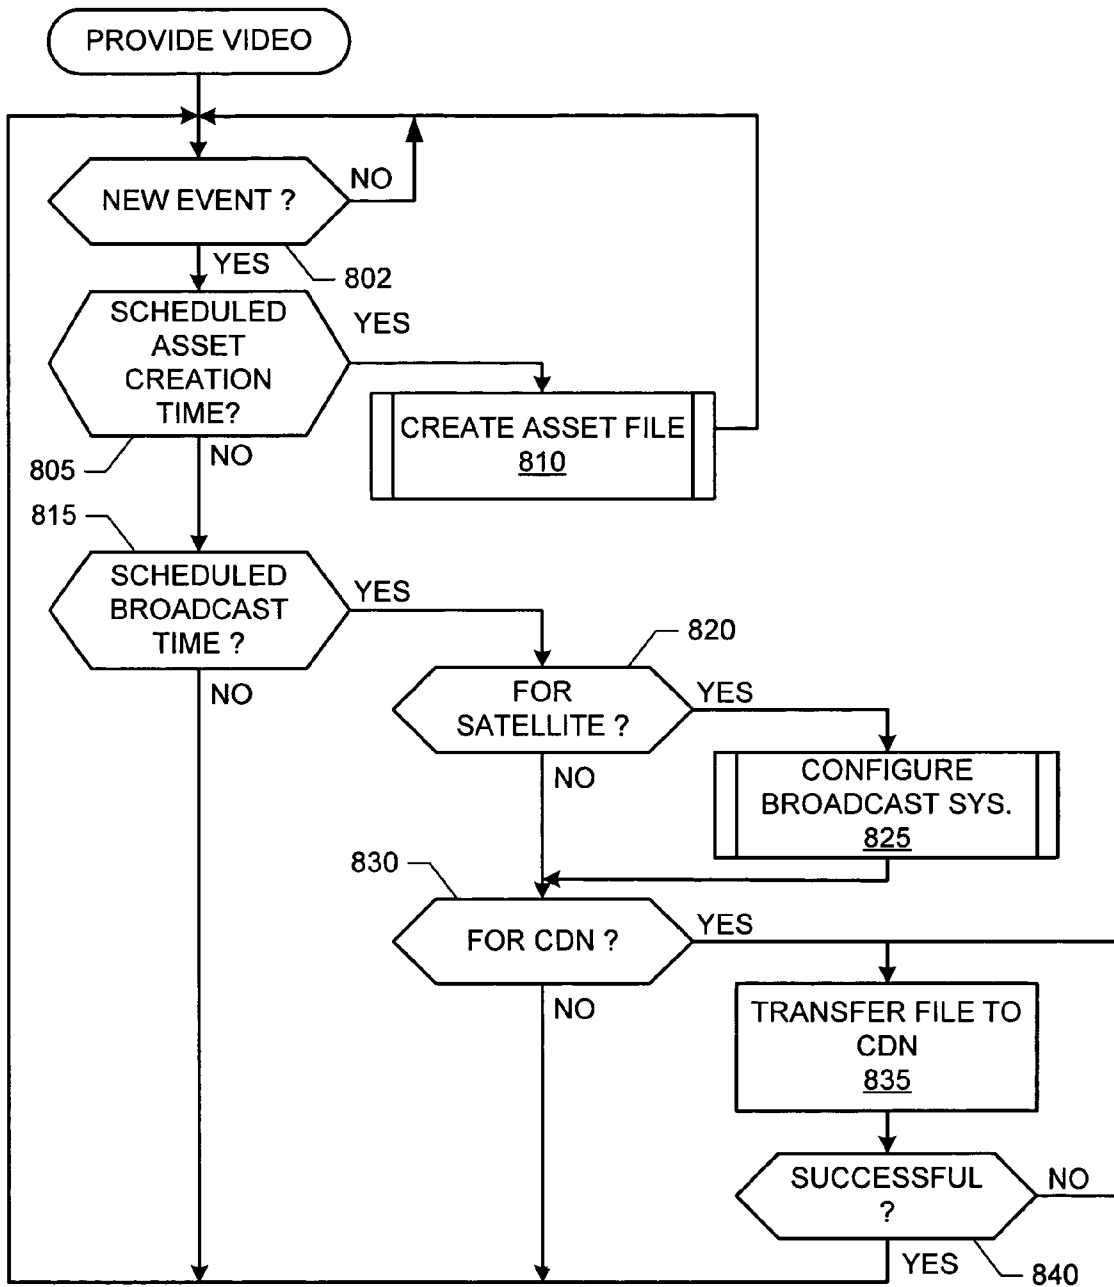 PROVIDE VIDEO
NEW EVENT ?
NO
YES
802
SCHEDULED
ASSET
CREATION
TIME?
YES
CREATE ASSET FILE
810
805
NO
815
SCHEDULED
BROADCAST
TIME ?
YES
NO
820
FOR
SATELLITE ?
YES
NO
CONFIGURE
BROADCAST SYS.
825
830
FOR CDN ?
YES
NO
TRANSFER FILE TO
CDN
835
SUCCESSFUL
?
NO
YES
840